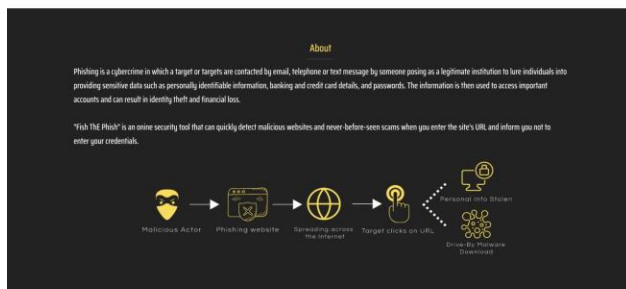 About
Phishing is a cybercrime in which a target or targets are contacted by email, telephone or text message by someone posing as a legitimate institution to lure individuals into
providing sensitive data such as personally identifiable information, banking and credit card details, and passwords. The information is then used to access important
accounts and can result in identity theft and financial loss.
"Fish ThE Phish" is an onine security tool that can quickly detect malicious websites and never-before-seen scams when you enter the site's URL and inform you not to
enter your credentials.
Malicious Actor
Phishing website
Spreading across
the Internet
Target clicks on URL
Personal Info Stolen
Drive-By Malware
Download